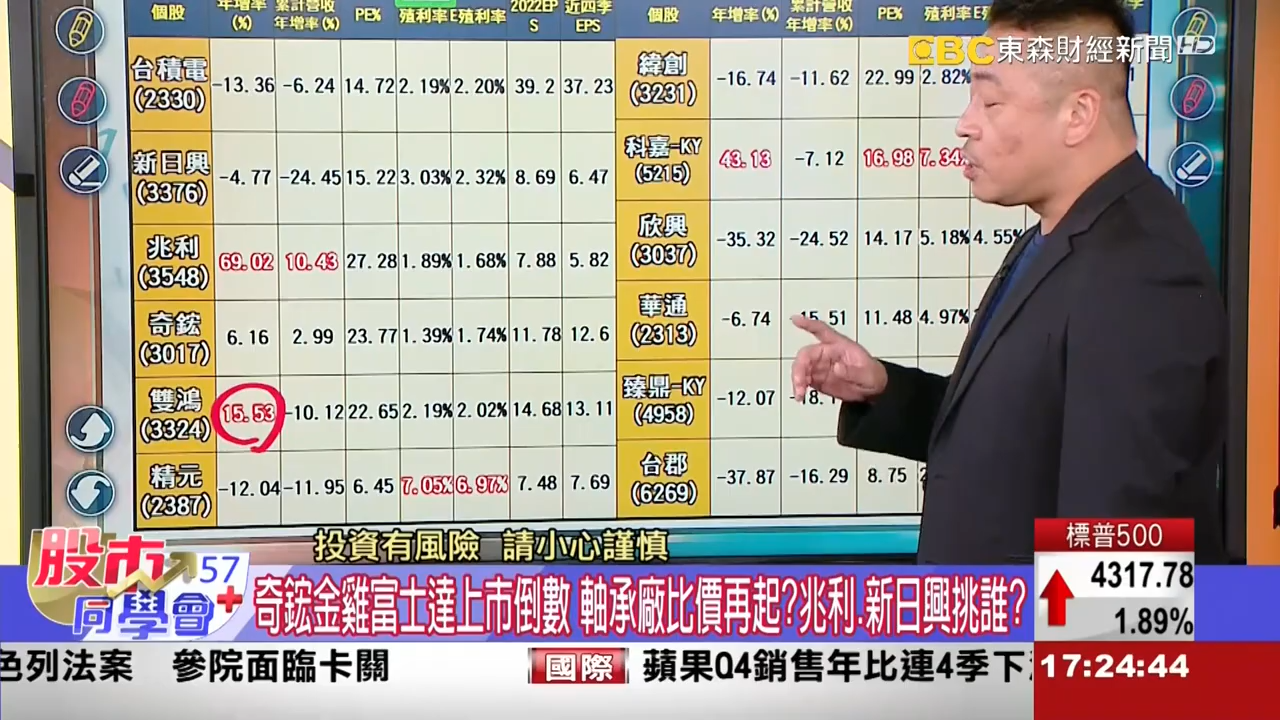 個股 年增率(%) 累計營收年增率(%) PE% 殖利率 E殖利率 2022EPS 近四季EPS
台積電(2330) -13.36 -6.24 14.72 2.19% 2.20% 39.2 37.23
新日興(3376) -4.77 -24.45 15.22 3.03% 2.32% 8.69 6.47
兆利(3548) 69.02 10.43 27.28 1.89% 1.68% 7.88 5.82
奇鋐(3017) 6.16 2.99 23.77 1.39% 1.74% 11.78 12.6
雙鴻(3324) 15.53 -10.12 22.65 2.19% 2.02% 14.68 13.11
精元(2387) -12.04 -11.95 6.45 7.05% 6.97% 7.48 7.69
個股 年增率(%) 累計營收年增率(%) PE% 殖利率 E殖利率
緯創(3231) -16.74 -11.62 22.99 2.82%
科嘉-KY(5215) 43.13 -7.12 16.98 7.34%
欣興(3037) -35.32 -24.52 14.17 5.18% 4.55%
華通(2313) -6.74 -15.51 11.48 4.97%
臻鼎-KY(4958) -12.07
台郡(6269) -37.87 -16.29 8.75
EBC 東森財經新聞 HD
投資有風險 請小心謹慎
股市同學會+ 57
奇鋐金雞富士達上市倒數 軸承廠比價再起?兆利.新日興挑誰?
標普500
4317.78
1.89%
色列法案 參院面臨卡關 國際 蘋果Q4銷售年比連4季下
17:24:44